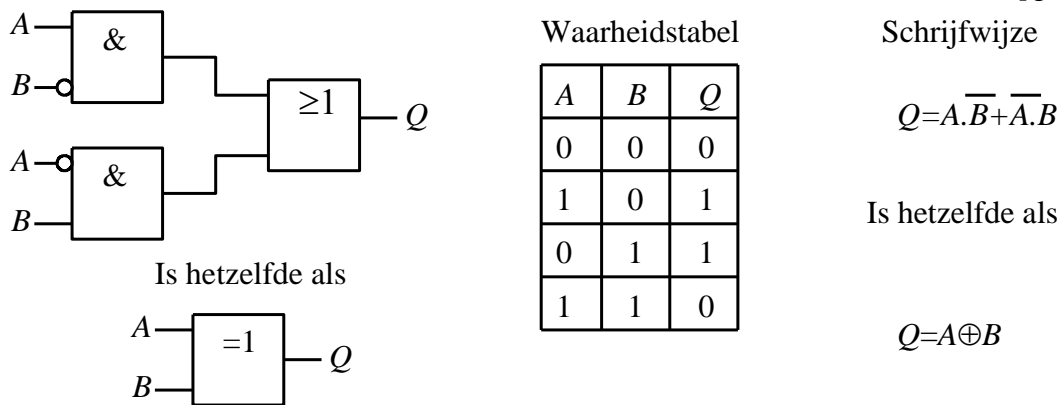 A
&
B
≥1
Q
A
&
B
Is hetzelfde als
A
=1
B
Q
Waarheidstabel
A B Q
0 0 0
1 0 1
0 1 1
1 1 0
Schrijfwijze
Q=A.B̅+A̅.B
Is hetzelfde als
Q=A⊕B